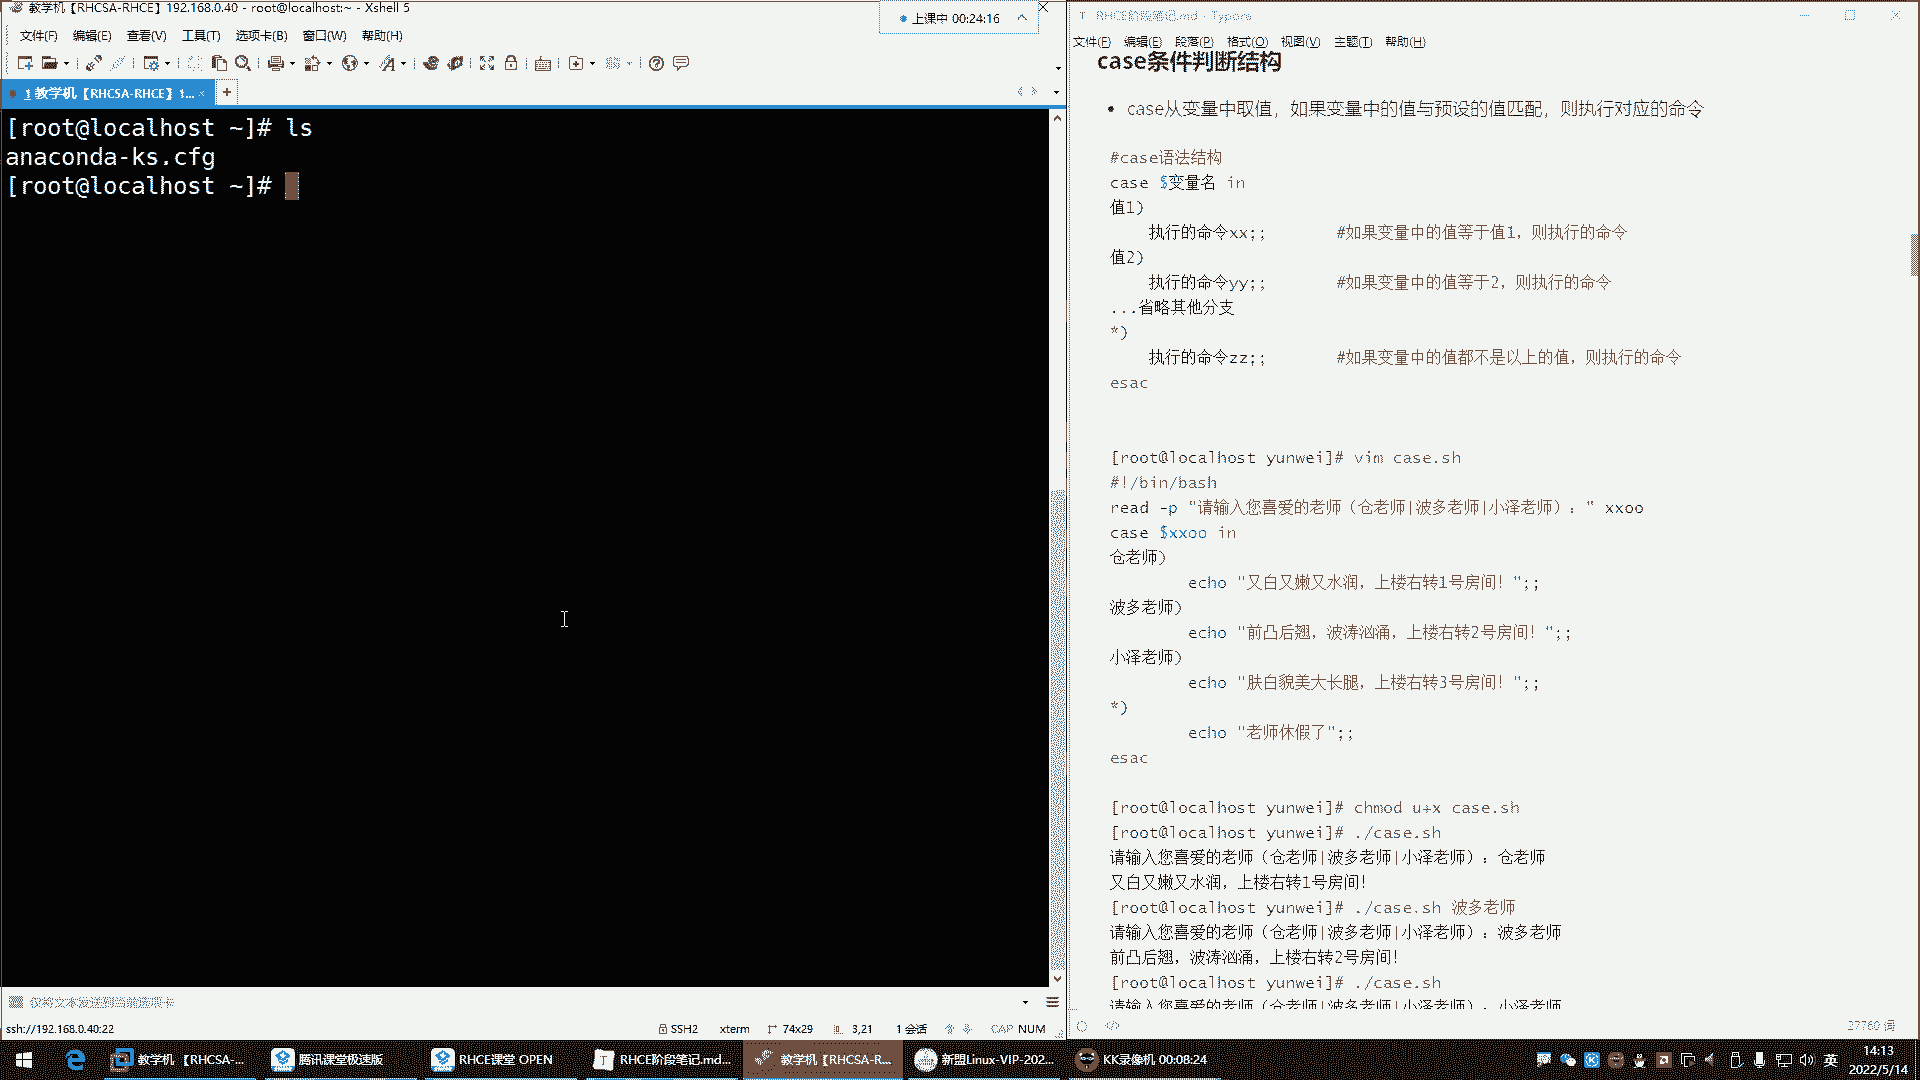 教学机【RHCSA-RHCE】192.168.0.40 - root@localhost:~ - Xshell 5
上课中 00:24:16
文件(F) 编辑(E) 查看(V) 工具(T) 选项卡(B) 窗口(W) 帮助(H)
1 教学机【RHCSA-RHCE】1...
[root@localhost ~]# ls
anaconda-ks.cfg
[root@localhost ~]#
仅将文本发送到当前选项卡
ssh://192.168.0.40:22
SSH2 xterm 74x29 3,21 1 会话 CAP NUM
RHCE阶段笔记.md - Typora
文件(F) 编辑(E) 段落(P) 格式(O) 视图(V) 主题(T) 帮助(H)
case条件判断结构
case从变量中取值，如果变量中的值与预设的值匹配，则执行对应的命令
#case语法结构
case $变量名 in
值1)
执行的命令xx;; #如果变量中的值等于值1，则执行的命令
值2)
执行的命令yy;; #如果变量中的值等于2，则执行的命令
...省略其他分支
*)
执行的命令zz;; #如果变量中的值都不是以上的值，则执行的命令
esac
[root@localhost yunwei]# vim case.sh
#!/bin/bash
read -p "请输入您喜爱的老师（仓老师|波多老师|小泽老师）：" xxoo
case $xxoo in
仓老师)
echo "又白又嫩又水润，上楼右转1号房间！";;
波多老师)
echo "前凸后翘，波涛汹涌，上楼右转2号房间！";;
小泽老师)
echo "肤白貌美大长腿，上楼右转3号房间！";;
*)
echo "老师休假了";;
esac
[root@localhost yunwei]# chmod u+x case.sh
[root@localhost yunwei]# ./case.sh
请输入您喜爱的老师（仓老师|波多老师|小泽老师）：仓老师
又白又嫩又水润，上楼右转1号房间！
[root@localhost yunwei]# ./case.sh 波多老师
请输入您喜爱的老师（仓老师|波多老师|小泽老师）：波多老师
前凸后翘，波涛汹涌，上楼右转2号房间！
[root@localhost yunwei]# ./case.sh
请输入您喜爱的老师（仓老师|波多老师|小泽老师）：小泽老师
27760 词
教学机 【RHCSA-... 腾讯课堂极速版 RHCE课堂 OPEN RHCE阶段笔记.md... 教学机【RHCSA-R... 新盟Linux-VIP-202... KK录像机 00:08:24
英
14:13
2022/5/14